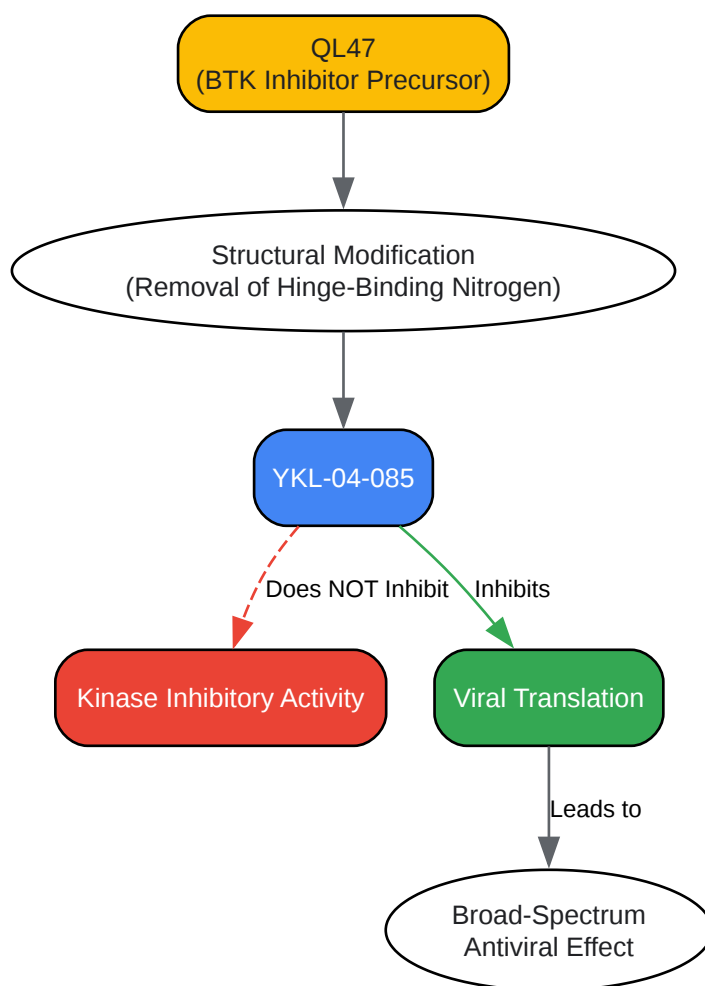 QL47
(BTK Inhibitor Precursor)
Structural Modification
(Removal of Hinge-Binding Nitrogen)
YKL-04-085
Does NOT Inhibit
Inhibits
Kinase Inhibitory Activity
Viral Translation
Leads to
Broad-Spectrum
Antiviral Effect